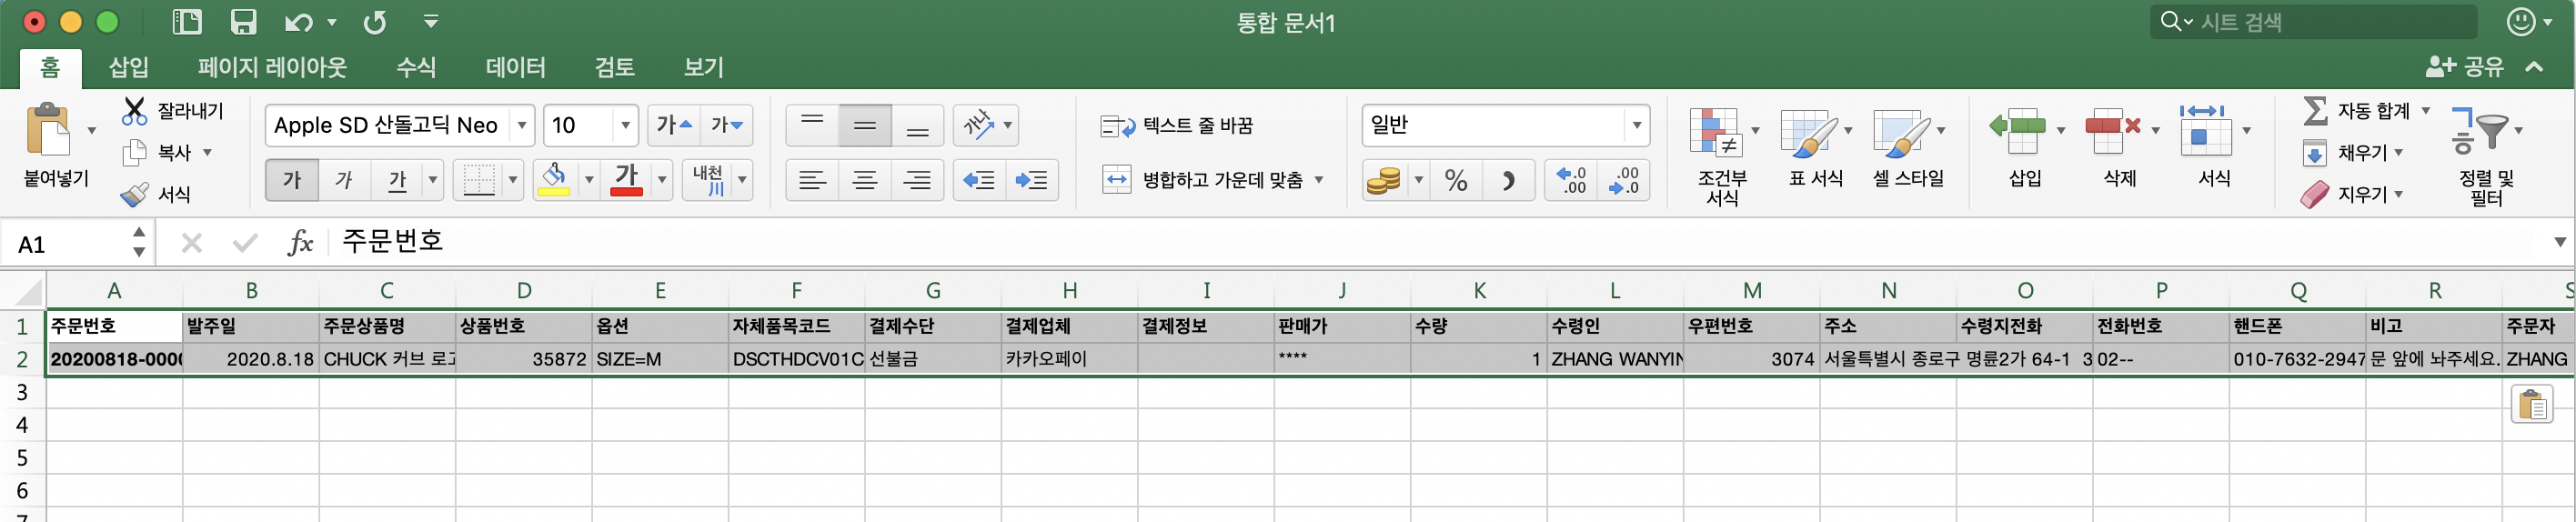 통합 문서1
시트 검색
홈 삽입 페이지 레이아웃 수식 데이터 검토 보기 공유
붙여넣기 잘라내기 복사 서식
Apple SD 산돌고딕 Neo 10 가 가
가 가 가 가 내천 川
가나
텍스트 줄 바꿈
병합하고 가운데 맞춤
일반
% .0 .00 .00 .0
조건부 서식 표 서식 셀 스타일 삽입 삭제 서식
자동 합계 채우기 지우기
정렬 및 필터
A1 fx 주문번호
A B C D E F G H I J K L M N O P Q R S
1 주문번호 발주일 주문상품명 상품번호 옵션 자체품목코드 결제수단 결제업체 결제정보 판매가 수량 수령인 우편번호 주소 수령지전화 전화번호 핸드폰 비고 주문자
2 20200818-0000 2020.8.18 CHUCK 커브 로고 35872 SIZE=M DSCTHDCV01C 선불금 카카오페이 **** 1 ZHANG WANYIN 3074 서울특별시 종로구 명륜2가 64-1 3 02-- 010-7632-2947 문 앞에 놔주세요. ZHANG
3
4
5
6
7